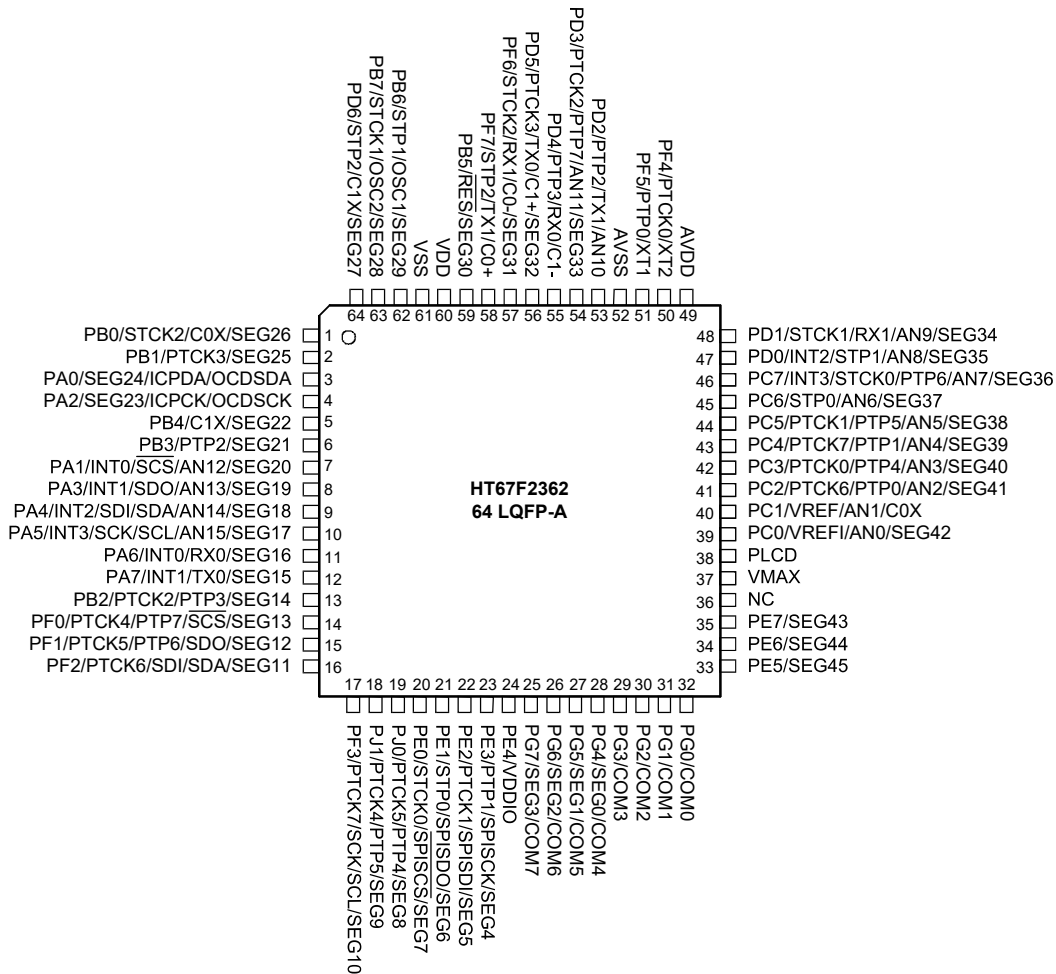 PD6/STP2/C1X/SEG27
PB7/STCK1/OSC2/SEG28
PB6/STP1/OSC1/SEG29
VSS
VDD
PB5/RES/SEG30
PF7/STP2/TX1/C0+
PF6/STCK2/RX1/C0-/SEG31
PD5/PTCK3/TX0/C1+/SEG32
PD4/PTP3/RX0/C1-
PD3/PTCK2/PTP7/AN11/SEG33
PD2/PTP2/TX1/AN10
AVSS
PF5/PTP0/XT1
PF4/PTCK0/XT2
AVDD
64 63 62 61 60 59 58 57 56 55 54 53 52 51 50 49
PB0/STCK2/C0X/SEG26 1
PB1/PTCK3/SEG25 2
PA0/SEG24/ICPDA/OCDSDA 3
PA2/SEG23/ICPCK/OCDSCK 4
PB4/C1X/SEG22 5
PB3/PTP2/SEG21 6
PA1/INT0/SCS/AN12/SEG20 7
PA3/INT1/SDO/AN13/SEG19 8
PA4/INT2/SDI/SDA/AN14/SEG18 9
PA5/INT3/SCK/SCL/AN15/SEG17 10
PA6/INT0/RX0/SEG16 11
PA7/INT1/TX0/SEG15 12
PB2/PTCK2/PTP3/SEG14 13
PF0/PTCK4/PTP7/SCS/SEG13 14
PF1/PTCK5/PTP6/SDO/SEG12 15
PF2/PTCK6/SDI/SDA/SEG11 16
HT67F2362
64 LQFP-A
48 PD1/STCK1/RX1/AN9/SEG34
47 PD0/INT2/STP1/AN8/SEG35
46 PC7/INT3/STCK0/PTP6/AN7/SEG36
45 PC6/STP0/AN6/SEG37
44 PC5/PTCK1/PTP5/AN5/SEG38
43 PC4/PTCK7/PTP1/AN4/SEG39
42 PC3/PTCK0/PTP4/AN3/SEG40
41 PC2/PTCK6/PTP0/AN2/SEG41
40 PC1/VREF/AN1/C0X
39 PC0/VREFI/AN0/SEG42
38 PLCD
37 VMAX
36 NC
35 PE7/SEG43
34 PE6/SEG44
33 PE5/SEG45
17 18 19 20 21 22 23 24 25 26 27 28 29 30 31 32
PF3/PTCK7/SCK/SCL/SEG10
PJ1/PTCK4/PTP5/SEG9
PJ0/PTCK5/PTP4/SEG8
PE0/STCK0/SPISCS/SEG7
PE1/STP0/SPISDO/SEG6
PE2/PTCK1/SPISDI/SEG5
PE3/PTP1/SPISCK/SEG4
PE4/VDDIO
PG7/SEG3/COM7
PG6/SEG2/COM6
PG5/SEG1/COM5
PG4/SEG0/COM4
PG3/COM3
PG2/COM2
PG1/COM1
PG0/COM0